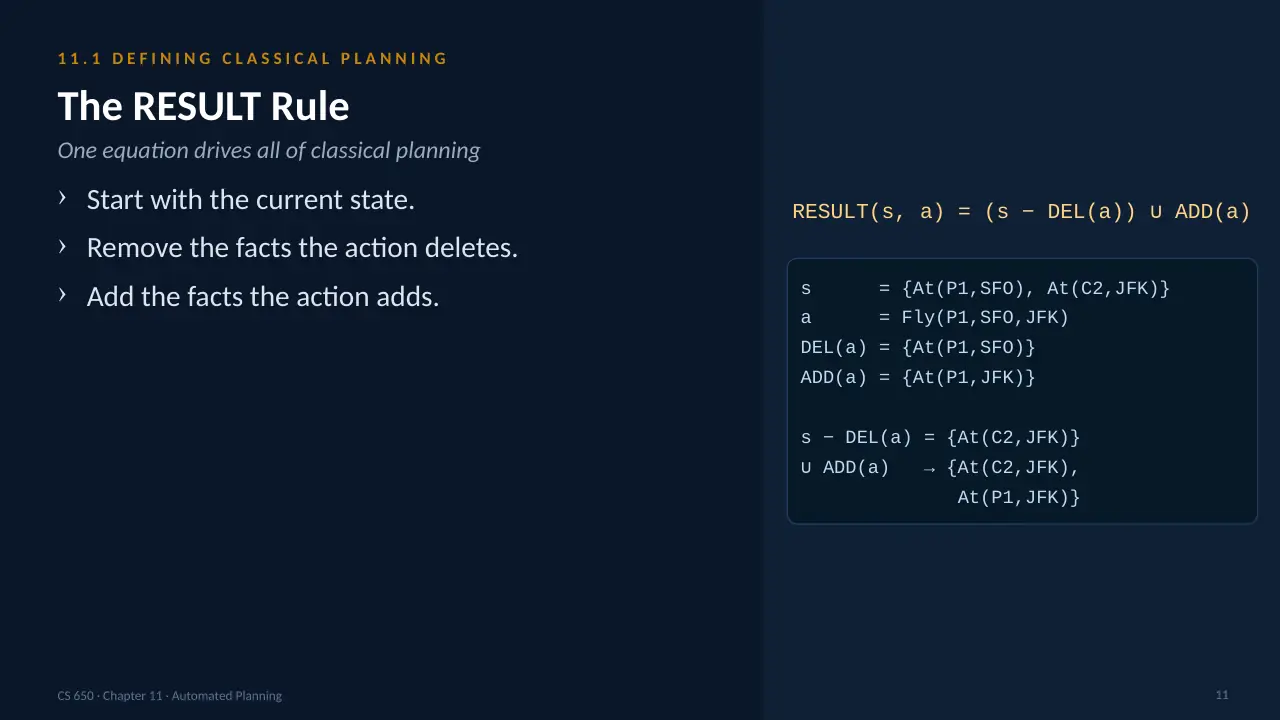 11.1 DEFINING CLASSICAL PLANNING
The RESULT Rule
One equation drives all of classical planning
› Start with the current state.
› Remove the facts the action deletes.
› Add the facts the action adds.
RESULT(s, a) = (s − DEL(a)) ∪ ADD(a)
s      = {At(P1,SFO), At(C2,JFK)}
a      = Fly(P1,SFO,JFK)
DEL(a) = {At(P1,SFO)}
ADD(a) = {At(P1,JFK)}
s − DEL(a) = {At(C2,JFK)}
∪ ADD(a)   → {At(C2,JFK),
              At(P1,JFK)}
CS 650 · Chapter 11 · Automated Planning
11